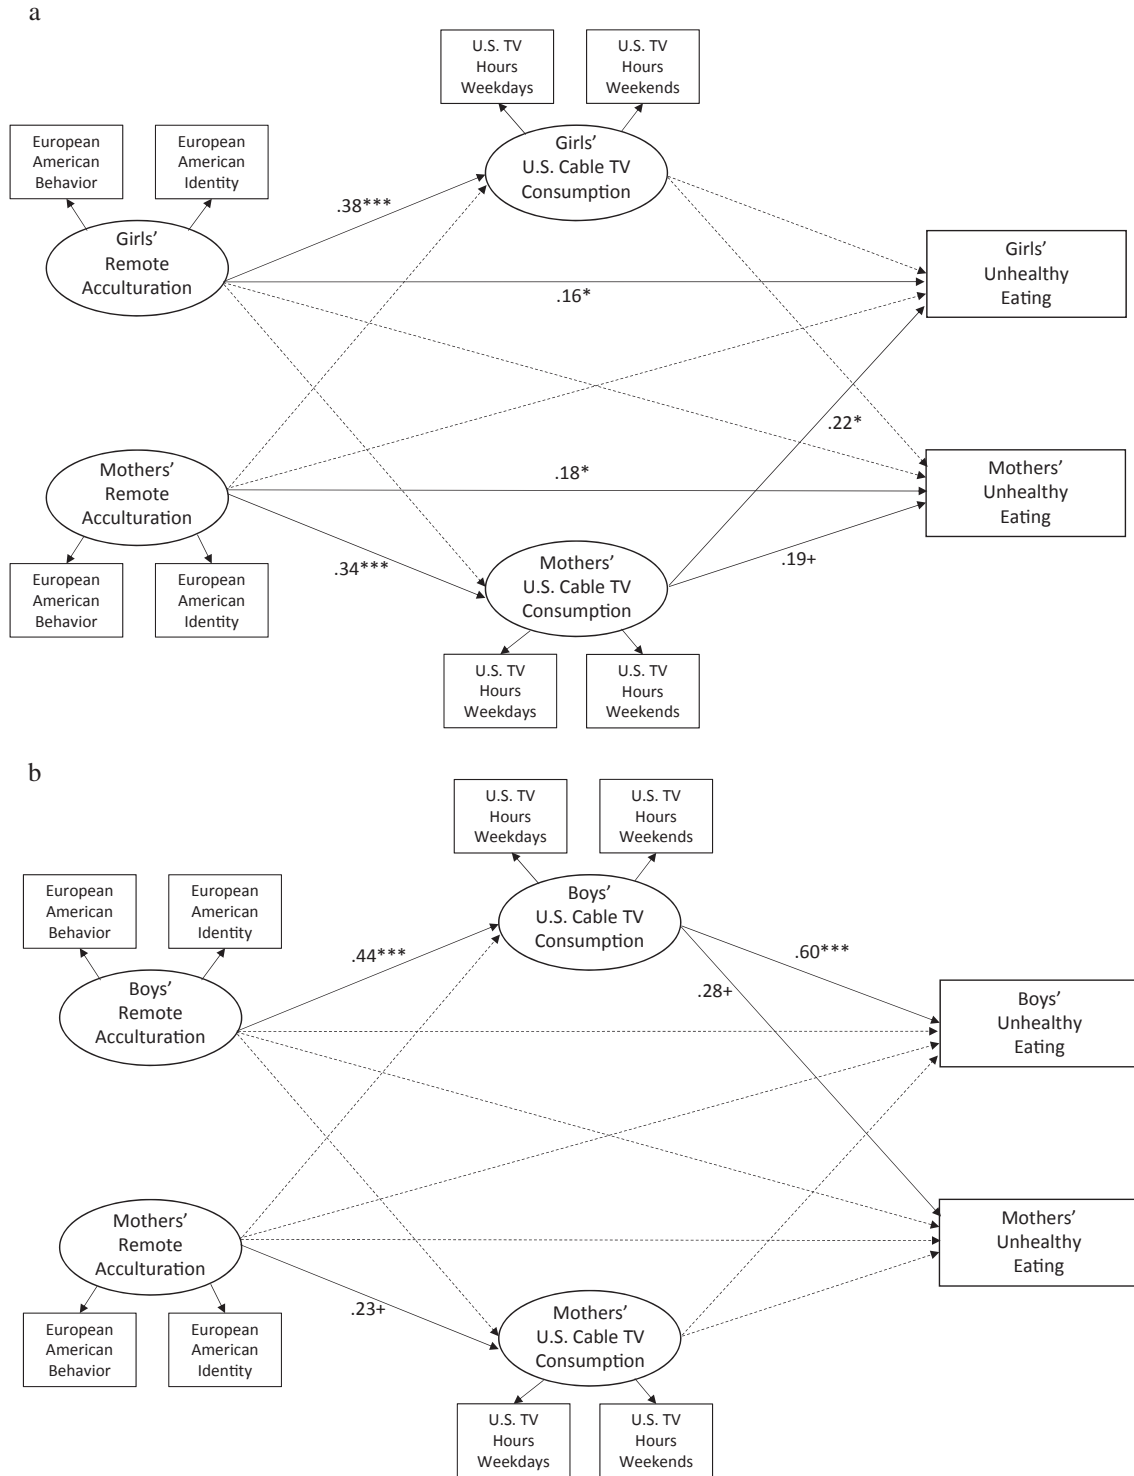 a
U.S. TV
Hours
Weekdays
U.S. TV
Hours
Weekends
European
American
Behavior
European
American
Identity
Girls’
U.S. Cable TV
Consumption
.38***
Girls’
Remote
Acculturation
Girls’
Unhealthy
Eating
.16*
.22*
Mothers’
Remote
Acculturation
.18*
Mothers’
Unhealthy
Eating
.34***
.19+
Mothers’
U.S. Cable TV
Consumption
European
American
Behavior
European
American
Identity
U.S. TV
Hours
Weekdays
U.S. TV
Hours
Weekends
b
U.S. TV
Hours
Weekdays
U.S. TV
Hours
Weekends
European
American
Behavior
European
American
Identity
Boys’
U.S. Cable TV
Consumption
.44***
.60***
.28+
Boys’
Remote
Acculturation
Boys’
Unhealthy
Eating
Mothers’
Remote
Acculturation
Mothers’
Unhealthy
Eating
.23+
Mothers’
U.S. Cable TV
Consumption
European
American
Behavior
European
American
Identity
U.S. TV
Hours
Weekdays
U.S. TV
Hours
Weekends